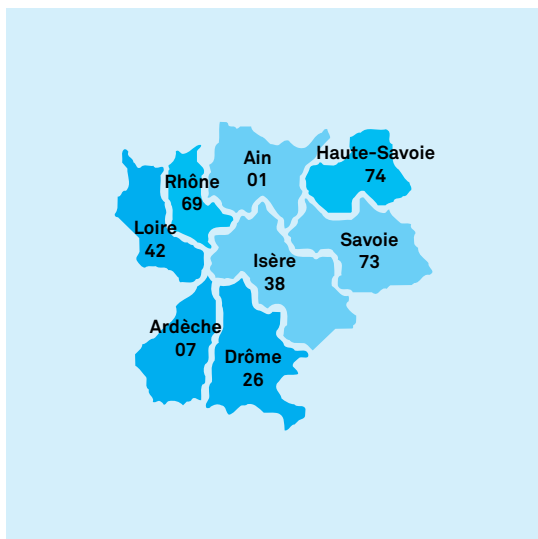 Ain
01
Haute-Savoie
74
Rhône
69
Loire
42
Savoie
73
Isère
38
Ardèche
07
Drôme
26